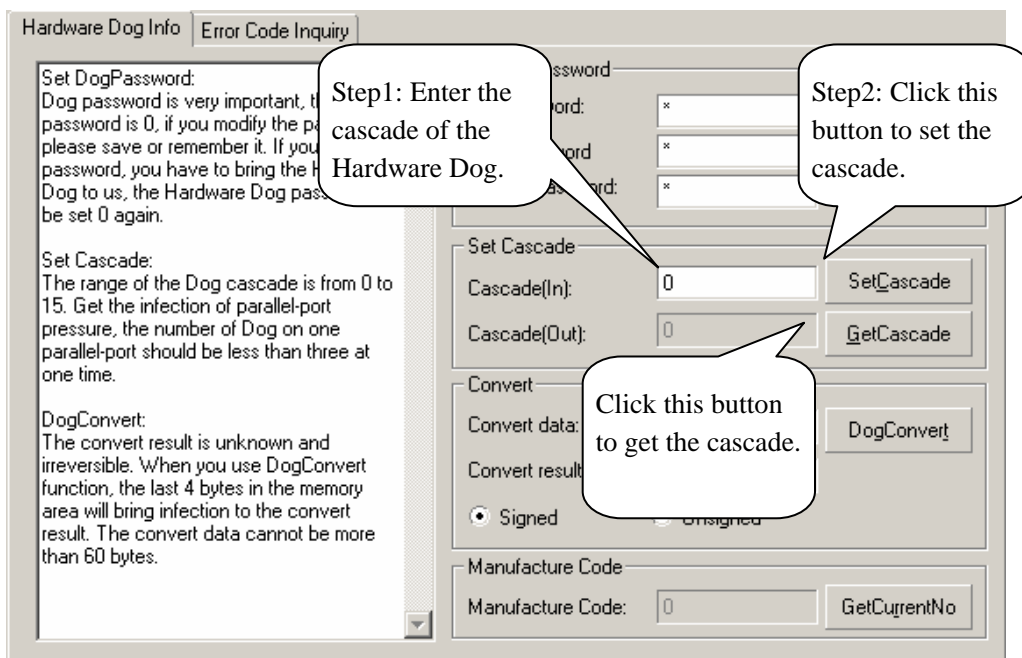 Hardware Dog Info
Error Code Inquiry
Set DogPassword:
Dog password is very important,
password is 0, if you modify the
please save or remember it. If you
password, you have to bring the
Dog to us, the Hardware Dog
be set 0 again.
Set Cascade:
The range of the Dog cascade is from 0 to
15. Get the infection of parallel-port
pressure, the number of Dog on one
parallel-port should be less than three at
one time.
DogConvert:
The convert result is unknown and
irreversible. When you use DogConvert
function, the last 4 bytes in the memory
area will bring infection to the convert
result. The convert data cannot be more
than 60 bytes.
Step1: Enter the
cascade of the
Hardware Dog.
*
*
*
Step2: Click this
button to set the
cascade.
Set Cascade
Cascade(In):
0
SetCascade
Cascade(Out):
0
GetCascade
Click this button
to get the cascade.
Convert
Convert data:
DogConvert
Convert result
Signed
Unsigned
Manufacture Code
Manufacture Code:
0
GetCurrentNo